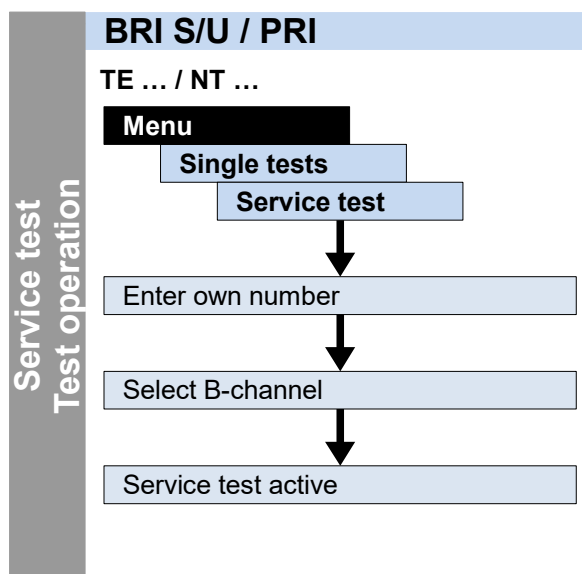 BRI S/U / PRI
TE … / NT …
Menu
Single tests
Service test
Enter own number
Select B-channel
Service test active
Service test
Test operation